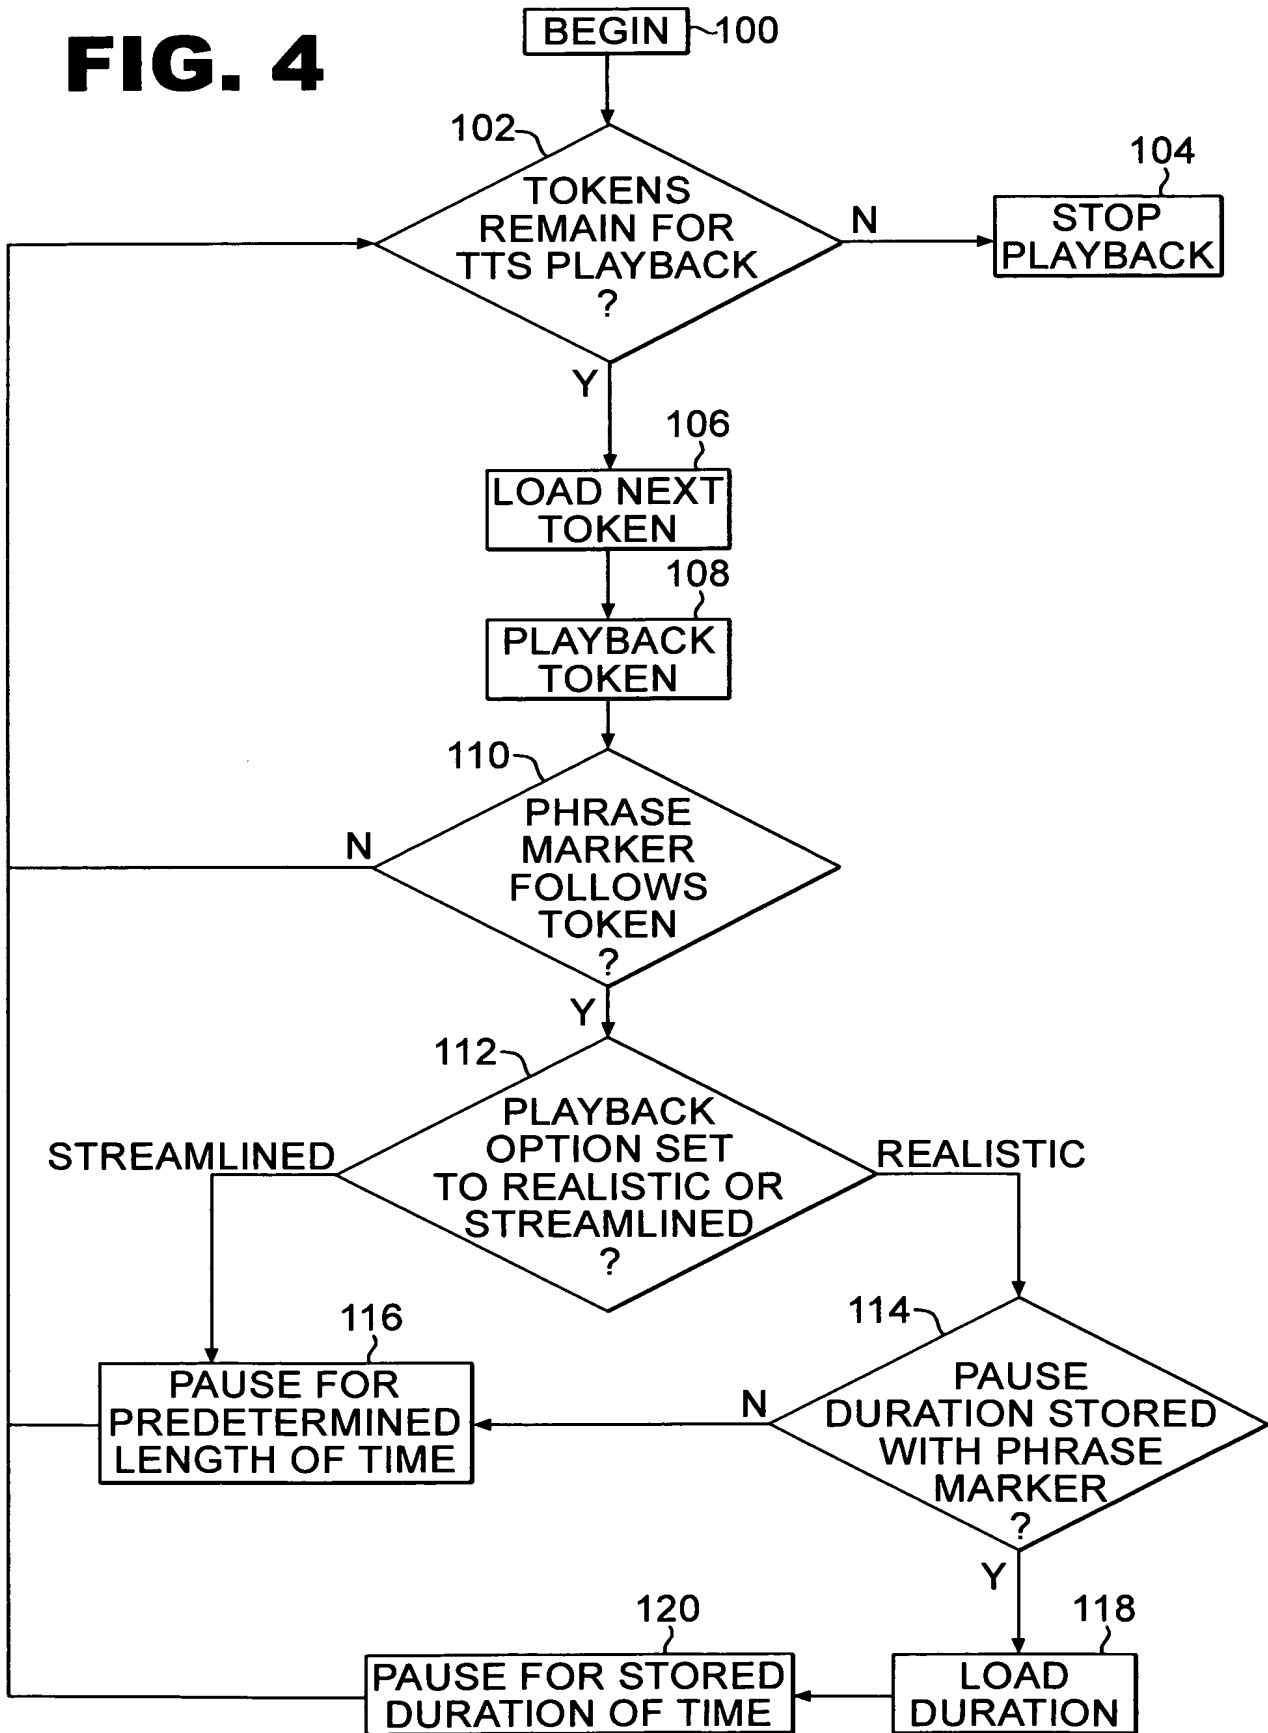 FIG. 4
BEGIN
100
102
TOKENS
REMAIN FOR
TTS PLAYBACK
?
N
104
STOP
PLAYBACK
Y
106
LOAD NEXT
TOKEN
108
PLAYBACK
TOKEN
110
PHRASE
MARKER
FOLLOWS
TOKEN
?
N
Y
112
PLAYBACK
OPTION SET
TO REALISTIC OR
STREAMLINED
?
STREAMLINED
REALISTIC
116
PAUSE FOR
PREDETERMINED
LENGTH OF TIME
114
PAUSE
DURATION STORED
WITH PHRASE
MARKER
?
N
Y
118
LOAD
DURATION
120
PAUSE FOR STORED
DURATION OF TIME